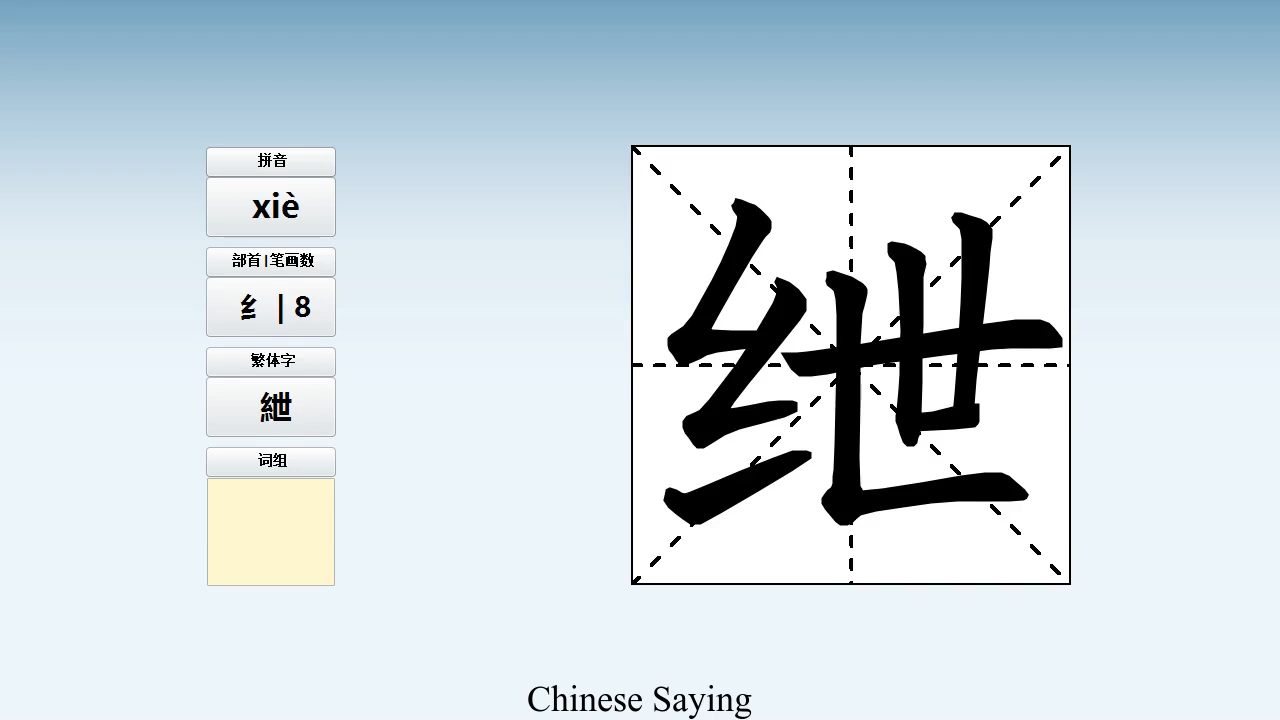 拼音
xiè
部首|笔画数
纟 | 8
繁体字
紲
词组
绁
Chinese Saying